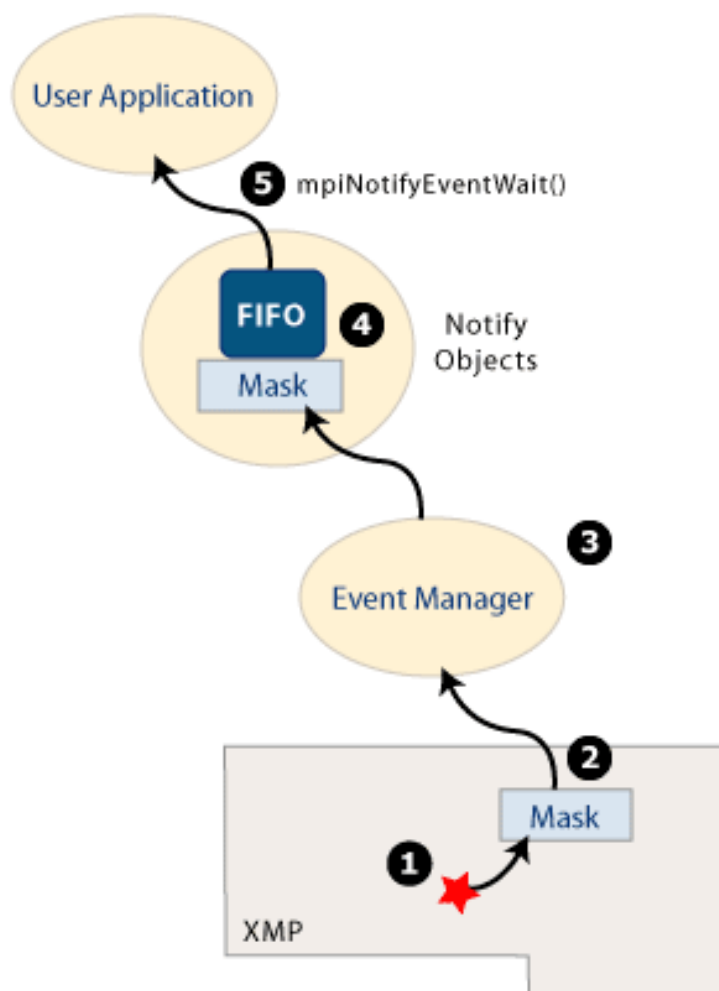 User Application
5 mpiNotifyEventWait()
FIFO
4
Notify
Objects
Mask
3
Event Manager
2
Mask
1
XMP